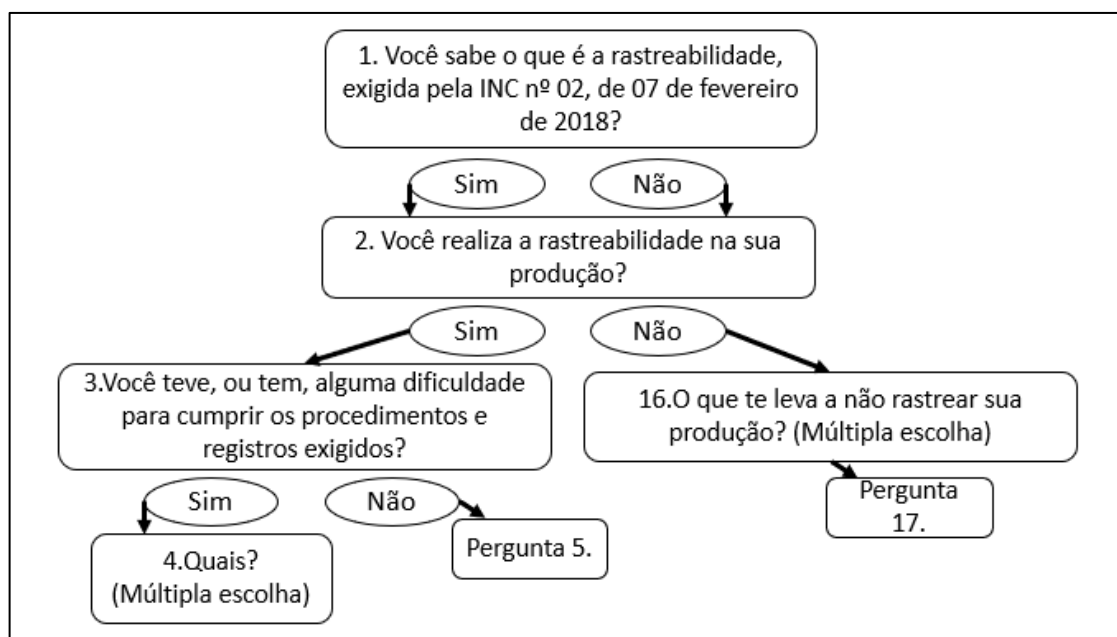 1. Você sabe o que é a rastreabilidade,
exigida pela INC nº 02, de 07 de fevereiro
de 2018?
Sim
Não
2. Você realiza a rastreabilidade na sua
produção?
Sim
Não
3.Você teve, ou tem, alguma dificuldade
para cumprir os procedimentos e
registros exigidos?
16.O que te leva a não rastrear sua
produção? (Múltipla escolha)
Sim
Não
Pergunta
17.
4.Quais?
(Múltipla escolha)
Pergunta 5.